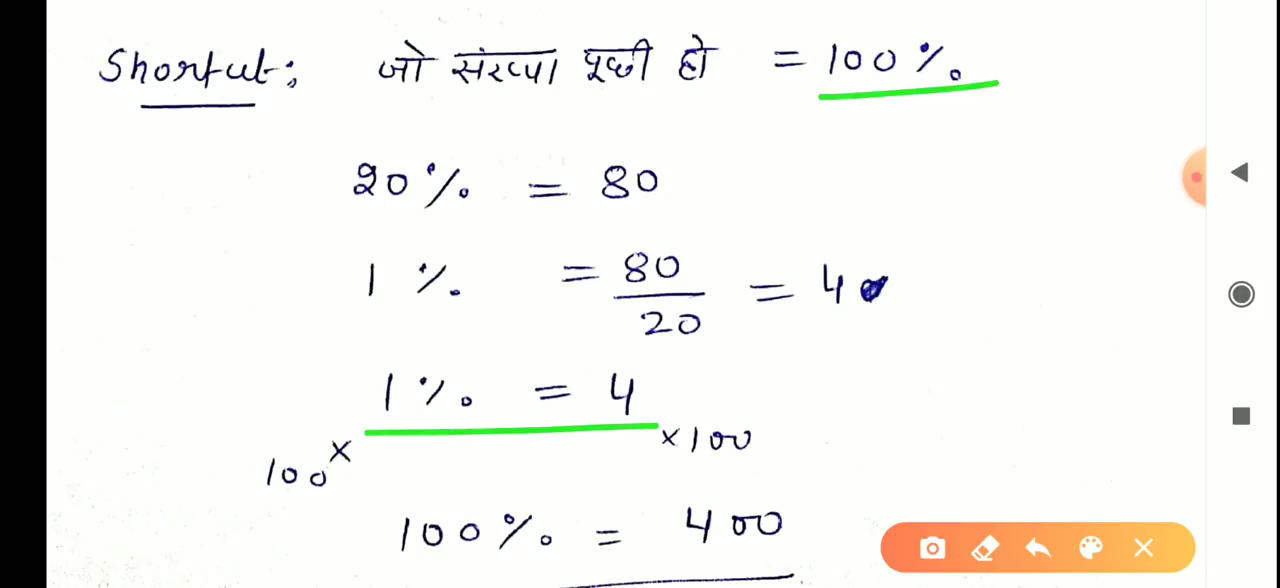 Shortcut: जो संख्या पूछी हो = 100%
20% = 80
1% = 80/20 = 4
1% = 4
100 × × 100
100% = 400